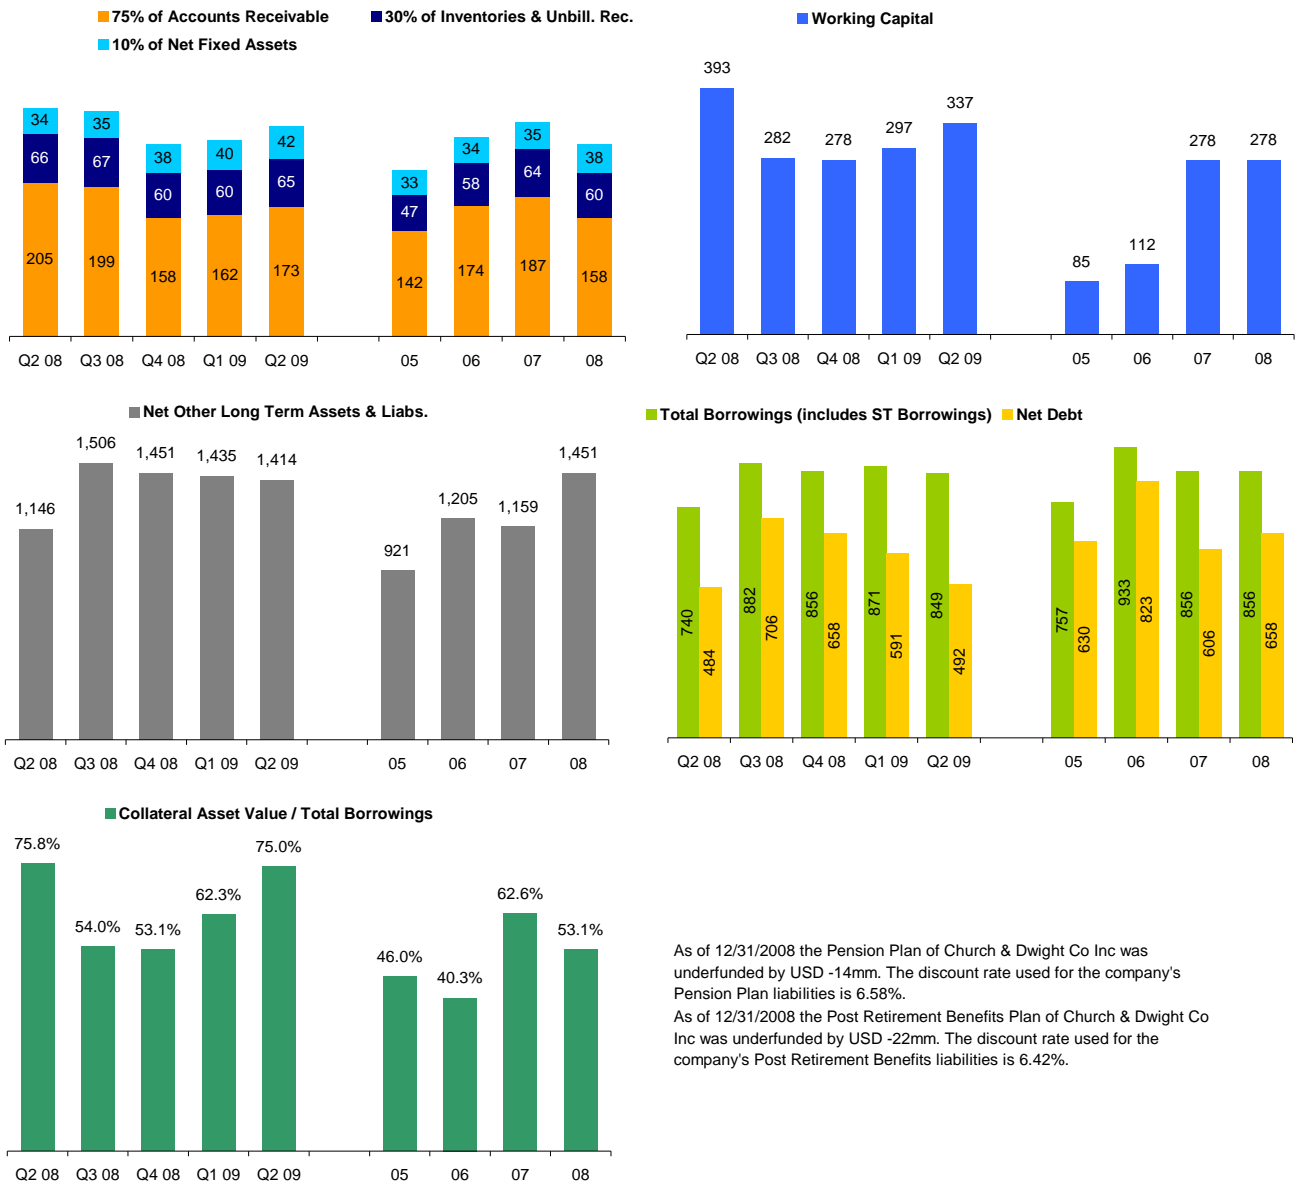 75% of Accounts Receivable 30% of Inventories & Unbill. Rec.
10% of Net Fixed Assets
34 35 38 40 42 33 34 35 38
66 67 60 60 65 47 58 64 60
205 199 158 162 173 142 174 187 158
Q2 08 Q3 08 Q4 08 Q1 09 Q2 09 05 06 07 08
Working Capital
393 282 278 297 337 85 112 278 278
Q2 08 Q3 08 Q4 08 Q1 09 Q2 09 05 06 07 08
Net Other Long Term Assets & Liabs.
1,146 1,506 1,451 1,435 1,414 921 1,205 1,159 1,451
Q2 08 Q3 08 Q4 08 Q1 09 Q2 09 05 06 07 08
Total Borrowings (includes ST Borrowings) Net Debt
740 484 882 706 856 658 871 591 849 492 757 630 933 823 856 606 856 658
Q2 08 Q3 08 Q4 08 Q1 09 Q2 09 05 06 07 08
Collateral Asset Value / Total Borrowings
75.8% 54.0% 53.1% 62.3% 75.0% 46.0% 40.3% 62.6% 53.1%
Q2 08 Q3 08 Q4 08 Q1 09 Q2 09 05 06 07 08
As of 12/31/2008 the Pension Plan of Church & Dwight Co Inc was
underfunded by USD -14mm. The discount rate used for the company's
Pension Plan liabilities is 6.58%.
As of 12/31/2008 the Post Retirement Benefits Plan of Church & Dwight Co
Inc was underfunded by USD -22mm. The discount rate used for the
company's Post Retirement Benefits liabilities is 6.42%.